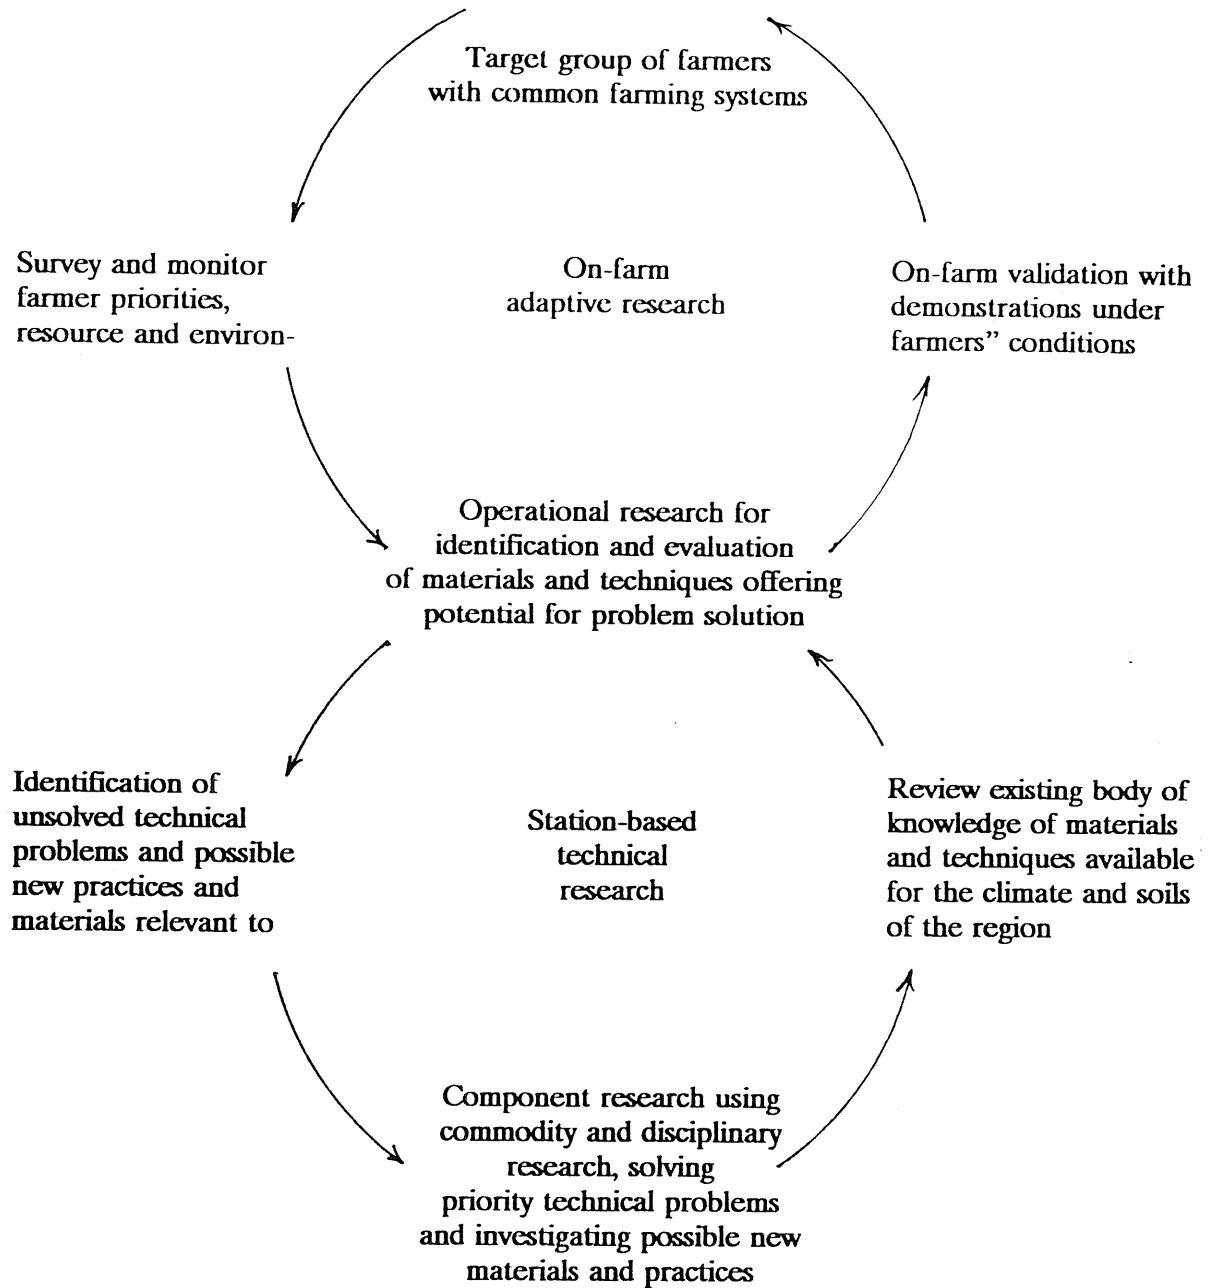 Target group of farmers
with common farming systems
Survey and monitor
farmer priorities,
resource and environ-
On-farm
adaptive research
On-farm validation with
demonstrations under
farmers” conditions
Operational research for
identification and evaluation
of materials and techniques offering
potential for problem solution
Identification of
unsolved technical
problems and possible
new practices and
materials relevant to
Station-based
technical
research
Review existing body of
knowledge of materials
and techniques available
for the climate and soils
of the region
Component research using
commodity and disciplinary
research, solving
priority technical problems
and investigating possible new
materials and practices